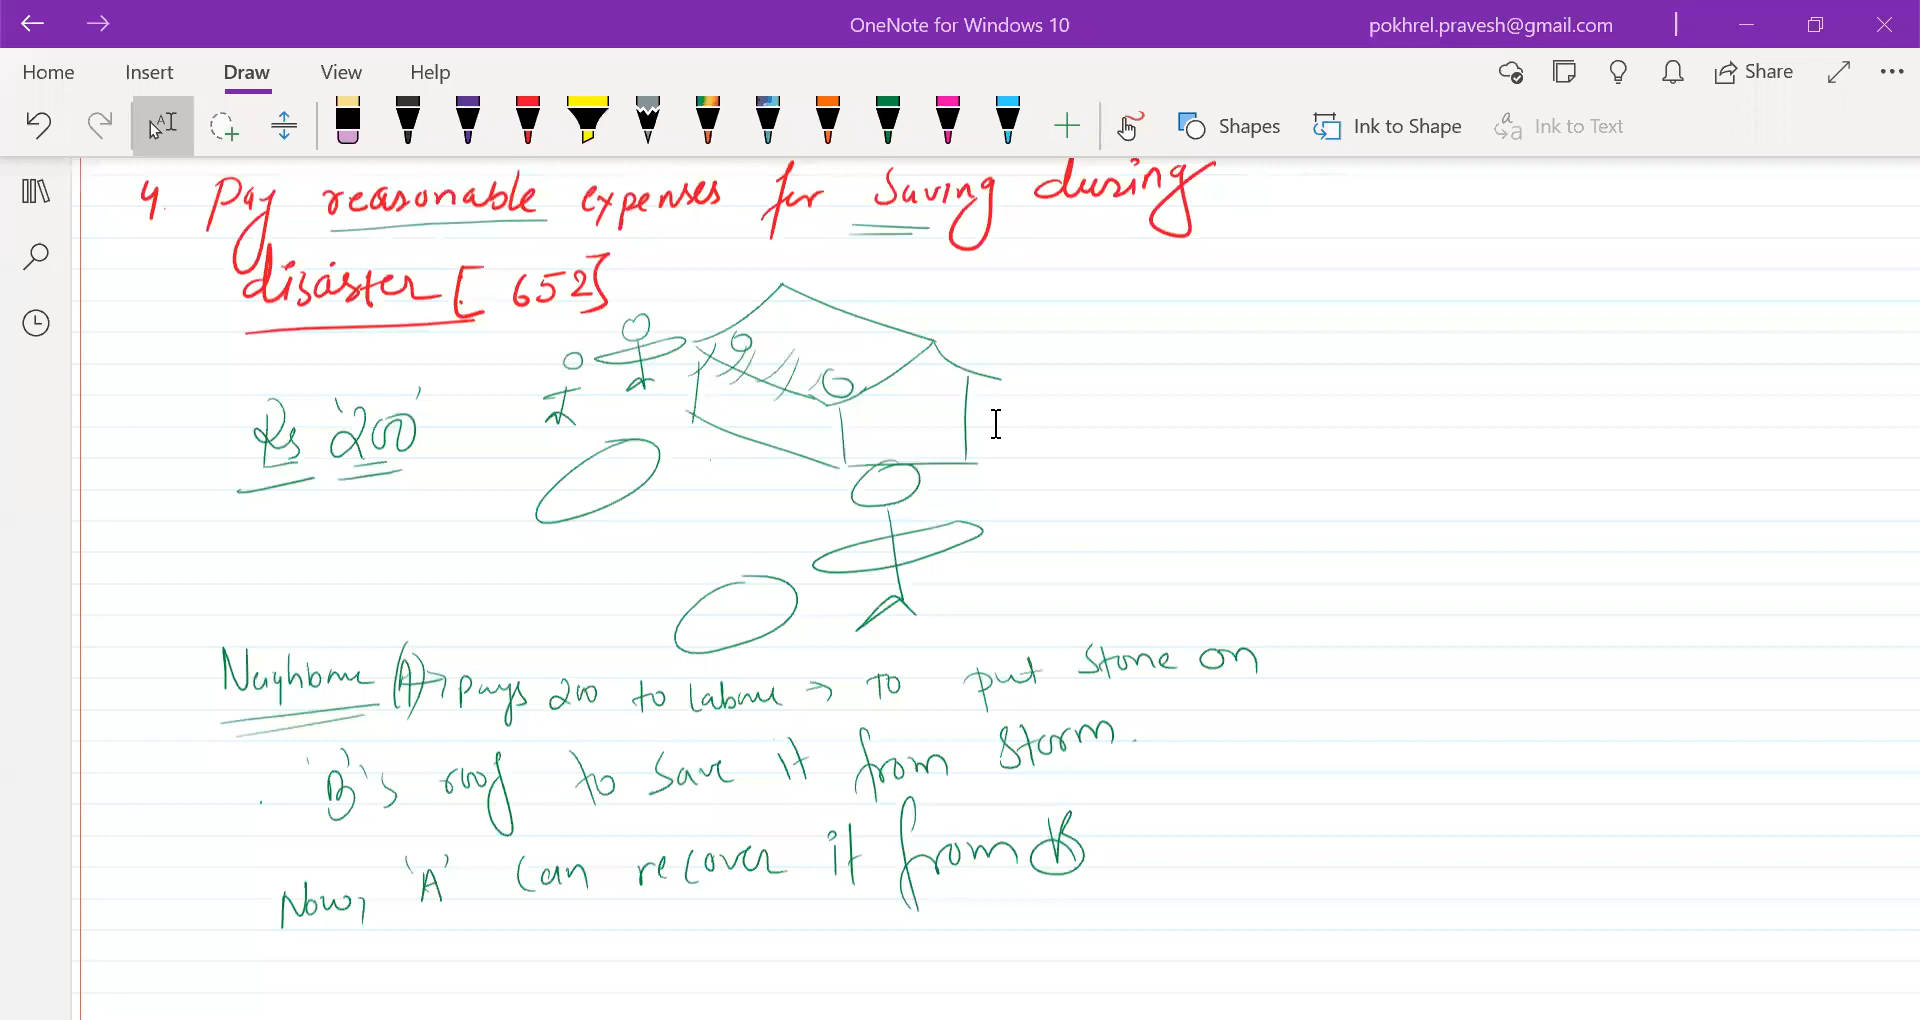 OneNote for Windows 10
pokhrel.pravesh@gmail.com
Home Insert Draw View Help
Share
Shapes Ink to Shape Ink to Text
4. Pay reasonable expenses for saving during
disaster [652]
Rs '200'
Neighbour (A) → pays 200 to labour → To put stone on
'B's roof to save it from storm.
Now, 'A' can recover it from B